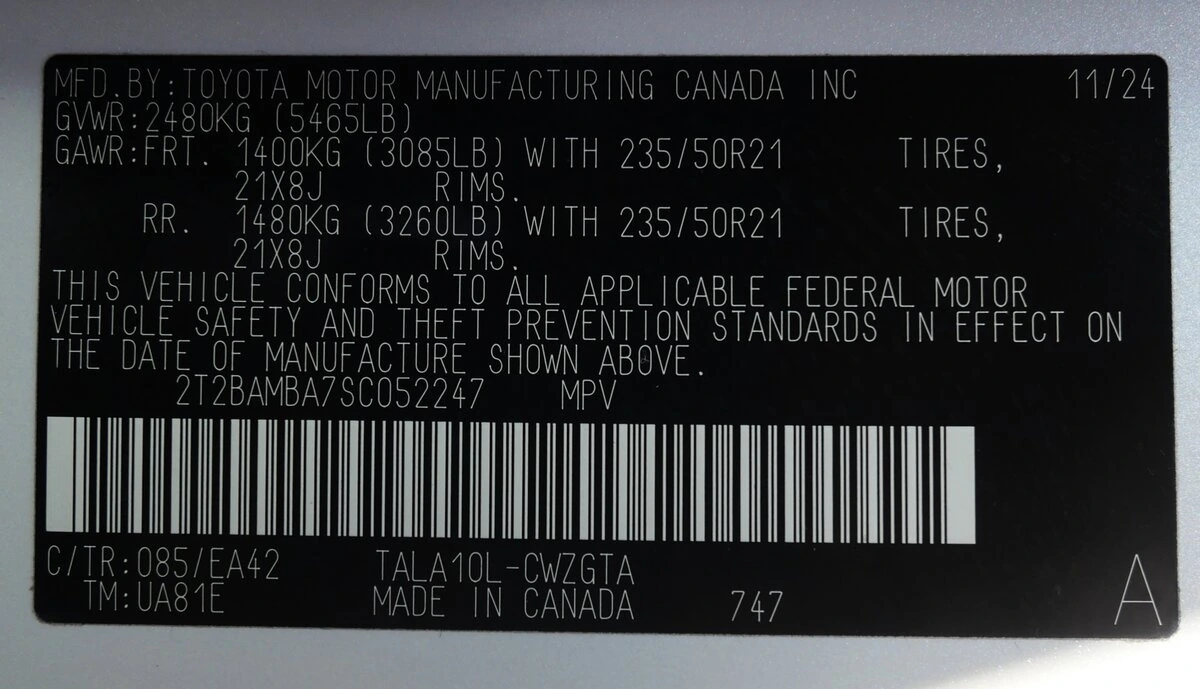 MFD.BY:TOYOTA MOTOR MANUFACTURING CANADA INC 11/24
GVWR:2480KG (5465LB)
GAWR:FRT. 1400KG (3085LB) WITH 235/50R21 TIRES,
21X8J RIMS.
RR. 1480KG (3260LB) WITH 235/50R21 TIRES,
21X8J RIMS.
THIS VEHICLE CONFORMS TO ALL APPLICABLE FEDERAL MOTOR
VEHICLE SAFETY AND THEFT PREVENTION STANDARDS IN EFFECT ON
THE DATE OF MANUFACTURE SHOWN ABOVE.
2T2BAMBA7SC052247 MPV
C/TR:085/EA42 TALA10L-CWZGTA
TM:UA81E MADE IN CANADA 747 A